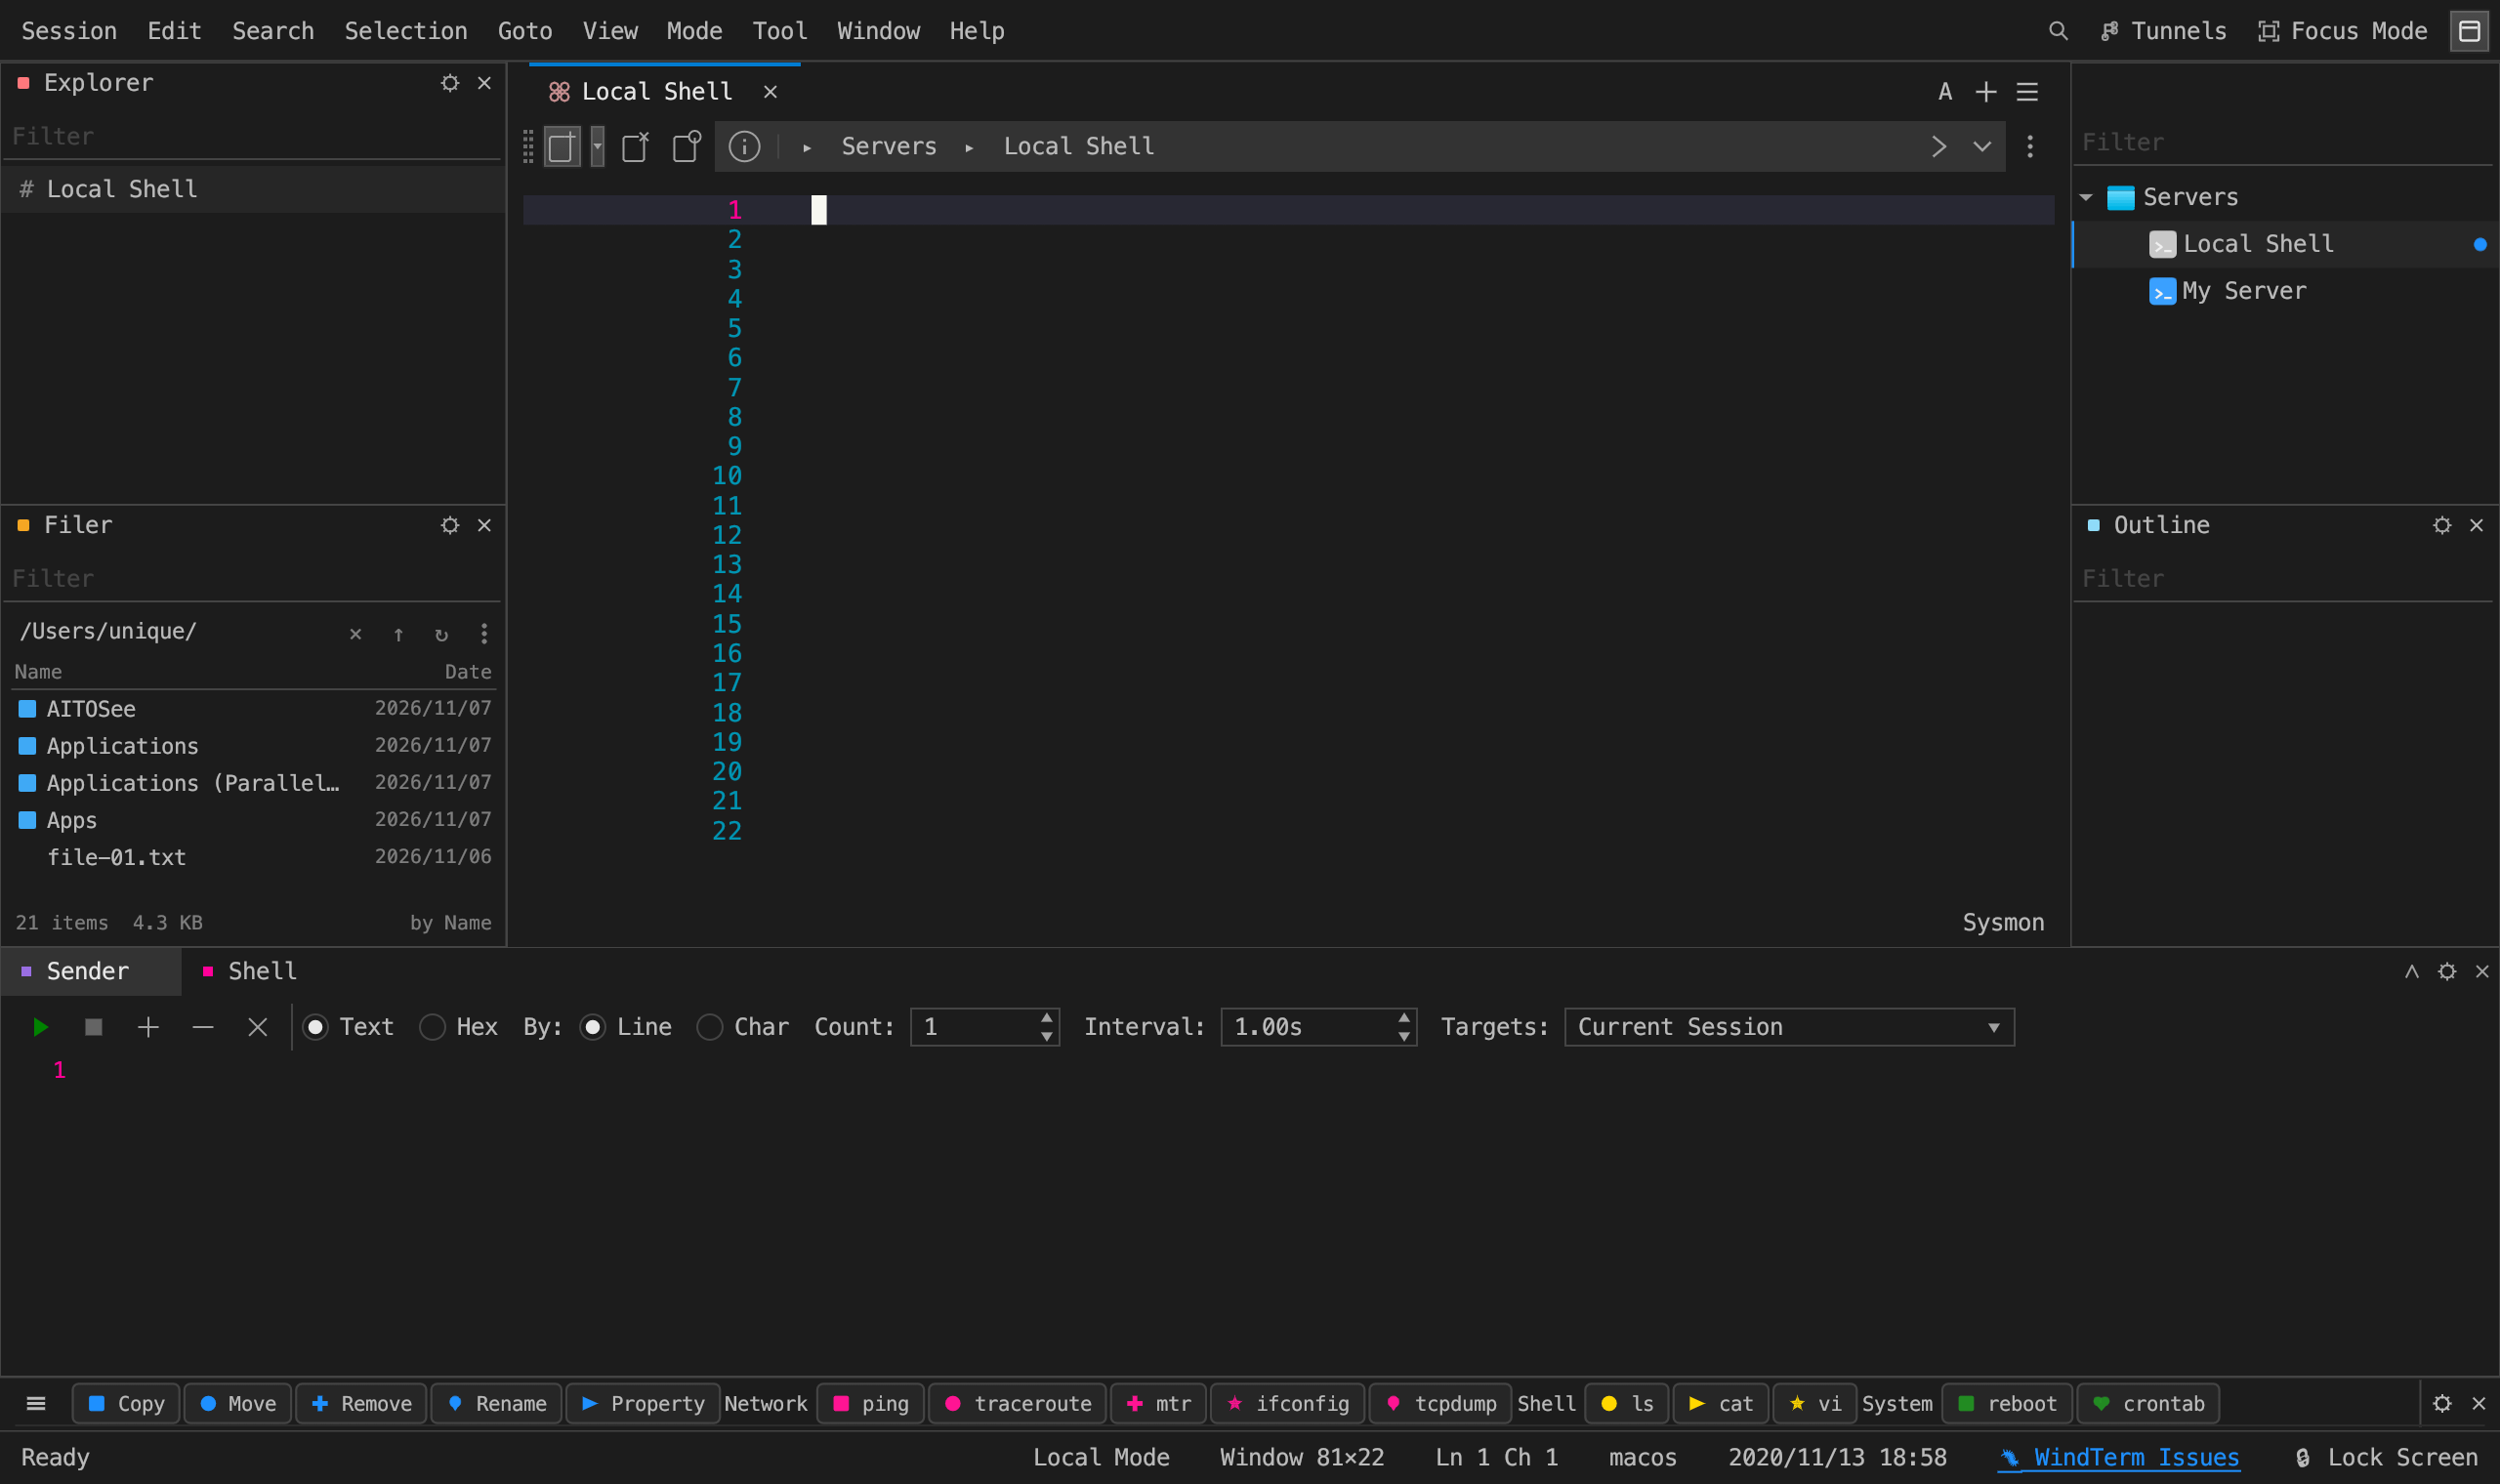 Session Edit Search Selection Goto View Mode Tool Window Help Tunnels Focus Mode
Explorer
Filter
# Local Shell
Local Shell
A
Servers Local Shell
1
2
3
4
5
6
7
8
9
10
11
12
13
14
15
16
17
18
19
20
21
22
Sysmon
Filter
Servers
Local Shell
My Server
Filer
Filter
/Users/unique/
Name Date
AITOSee 2026/11/07
Applications 2026/11/07
Applications (Parallel… 2026/11/07
Apps 2026/11/07
file-01.txt 2026/11/06
21 items 4.3 KB by Name
Outline
Filter
Sender Shell
Text Hex By: Line Char Count: 1 Interval: 1.00s Targets: Current Session
1
Copy Move Remove Rename Property Network ping traceroute mtr ifconfig tcpdump Shell ls cat vi System reboot crontab
Ready Local Mode Window 81×22 Ln 1 Ch 1 macos 2020/11/13 18:58 WindTerm Issues Lock Screen